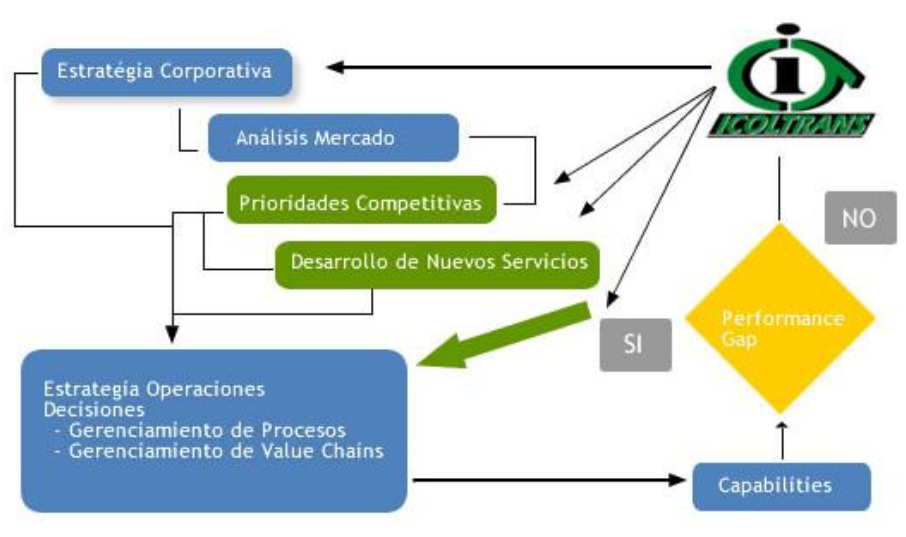 Estratégia Corporativa
ICOLTRANS
Análisis Mercado
Prioridades Competitivas
NO
Desarrollo de Nuevos Servicios
Performance
Gap
SI
Estrategia Operaciones
Decisiones
- Gerenciamiento de Procesos
- Gerenciamiento de Value Chains
Capabilities